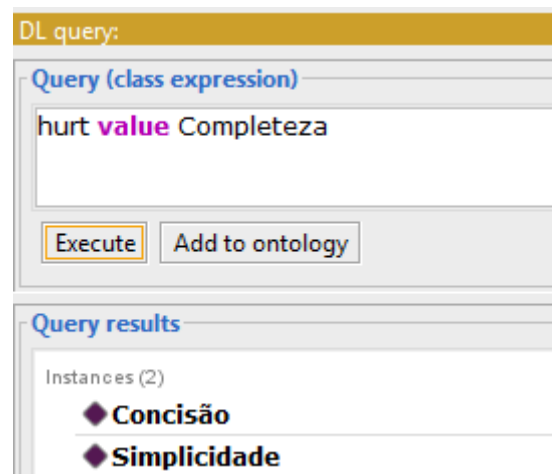 DL query:
Query (class expression)
hurt value Completeza
Execute Add to ontology
Query results
Instances (2)
Concisão
Simplicidade